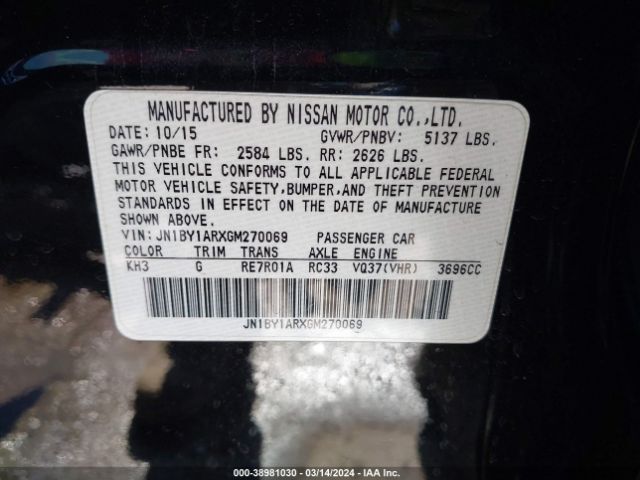 MANUFACTURED BY NISSAN MOTOR CO.,LTD.
DATE: 10/15 GVWR/PNBV: 5137 LBS.
GAWR/PNBE FR: 2584 LBS. RR: 2626 LBS.
THIS VEHICLE CONFORMS TO ALL APPLICABLE FEDERAL
MOTOR VEHICLE SAFETY,BUMPER,AND THEFT PREVENTION
STANDARDS IN EFFECT ON THE DATE OF MANUFACTURE
SHOWN ABOVE.
VIN:JN1BY1ARXGM270069 PASSENGER CAR
COLOR TRIM TRANS AXLE ENGINE
KH3 G RE7R01A RC33 VQ37(VHR) 3696CC
JN1BY1ARXGM270069
000-38981030 - 03/14/2024 - IAA Inc.